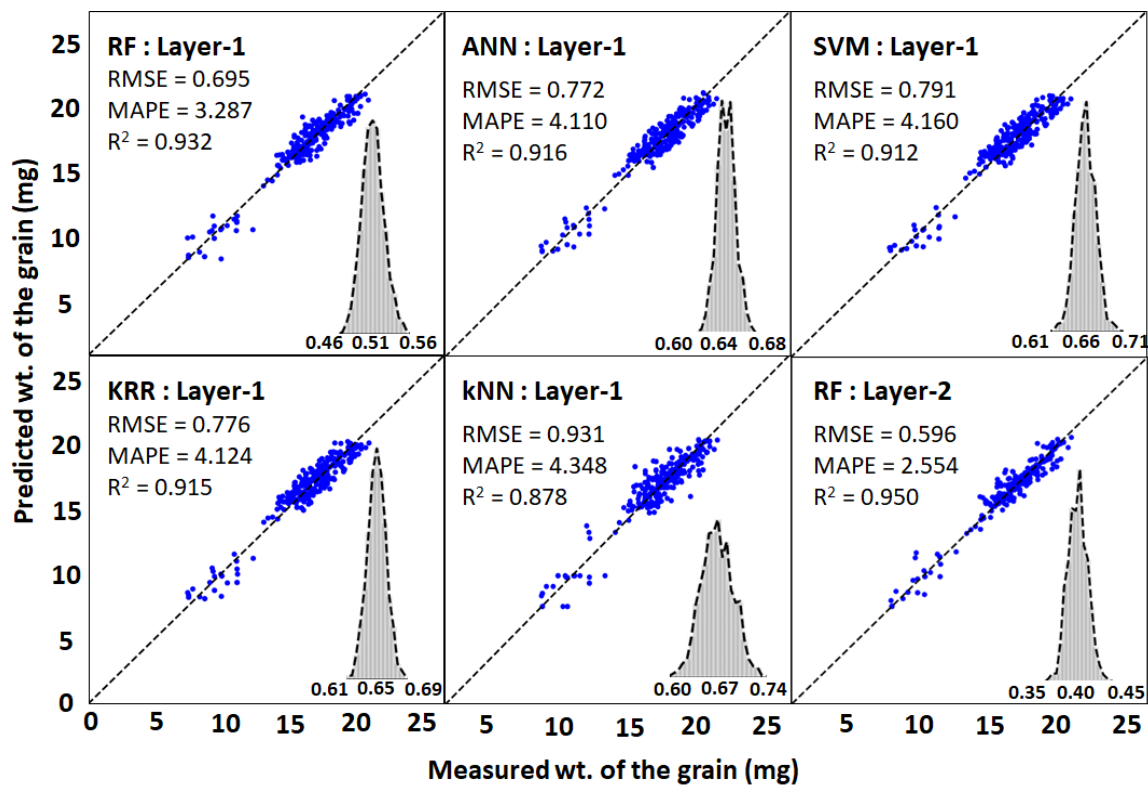 Predicted wt. of the grain (mg)
25
20
15
10
5
RF : Layer-1
RMSE = 0.695
MAPE = 3.287
R² = 0.932
0.46 0.51 0.56
ANN : Layer-1
RMSE = 0.772
MAPE = 4.110
R² = 0.916
0.60 0.64 0.68
SVM : Layer-1
RMSE = 0.791
MAPE = 4.160
R² = 0.912
0.61 0.66 0.71
25
20
15
10
5
0
KRR : Layer-1
RMSE = 0.776
MAPE = 4.124
R² = 0.915
0.61 0.65 0.69
kNN : Layer-1
RMSE = 0.931
MAPE = 4.348
R² = 0.878
0.60 0.67 0.74
RF : Layer-2
RMSE = 0.596
MAPE = 2.554
R² = 0.950
0.35 0.40 0.45
0 5 10 15 20 25 5 10 15 20 25 5 10 15 20 25
Measured wt. of the grain (mg)